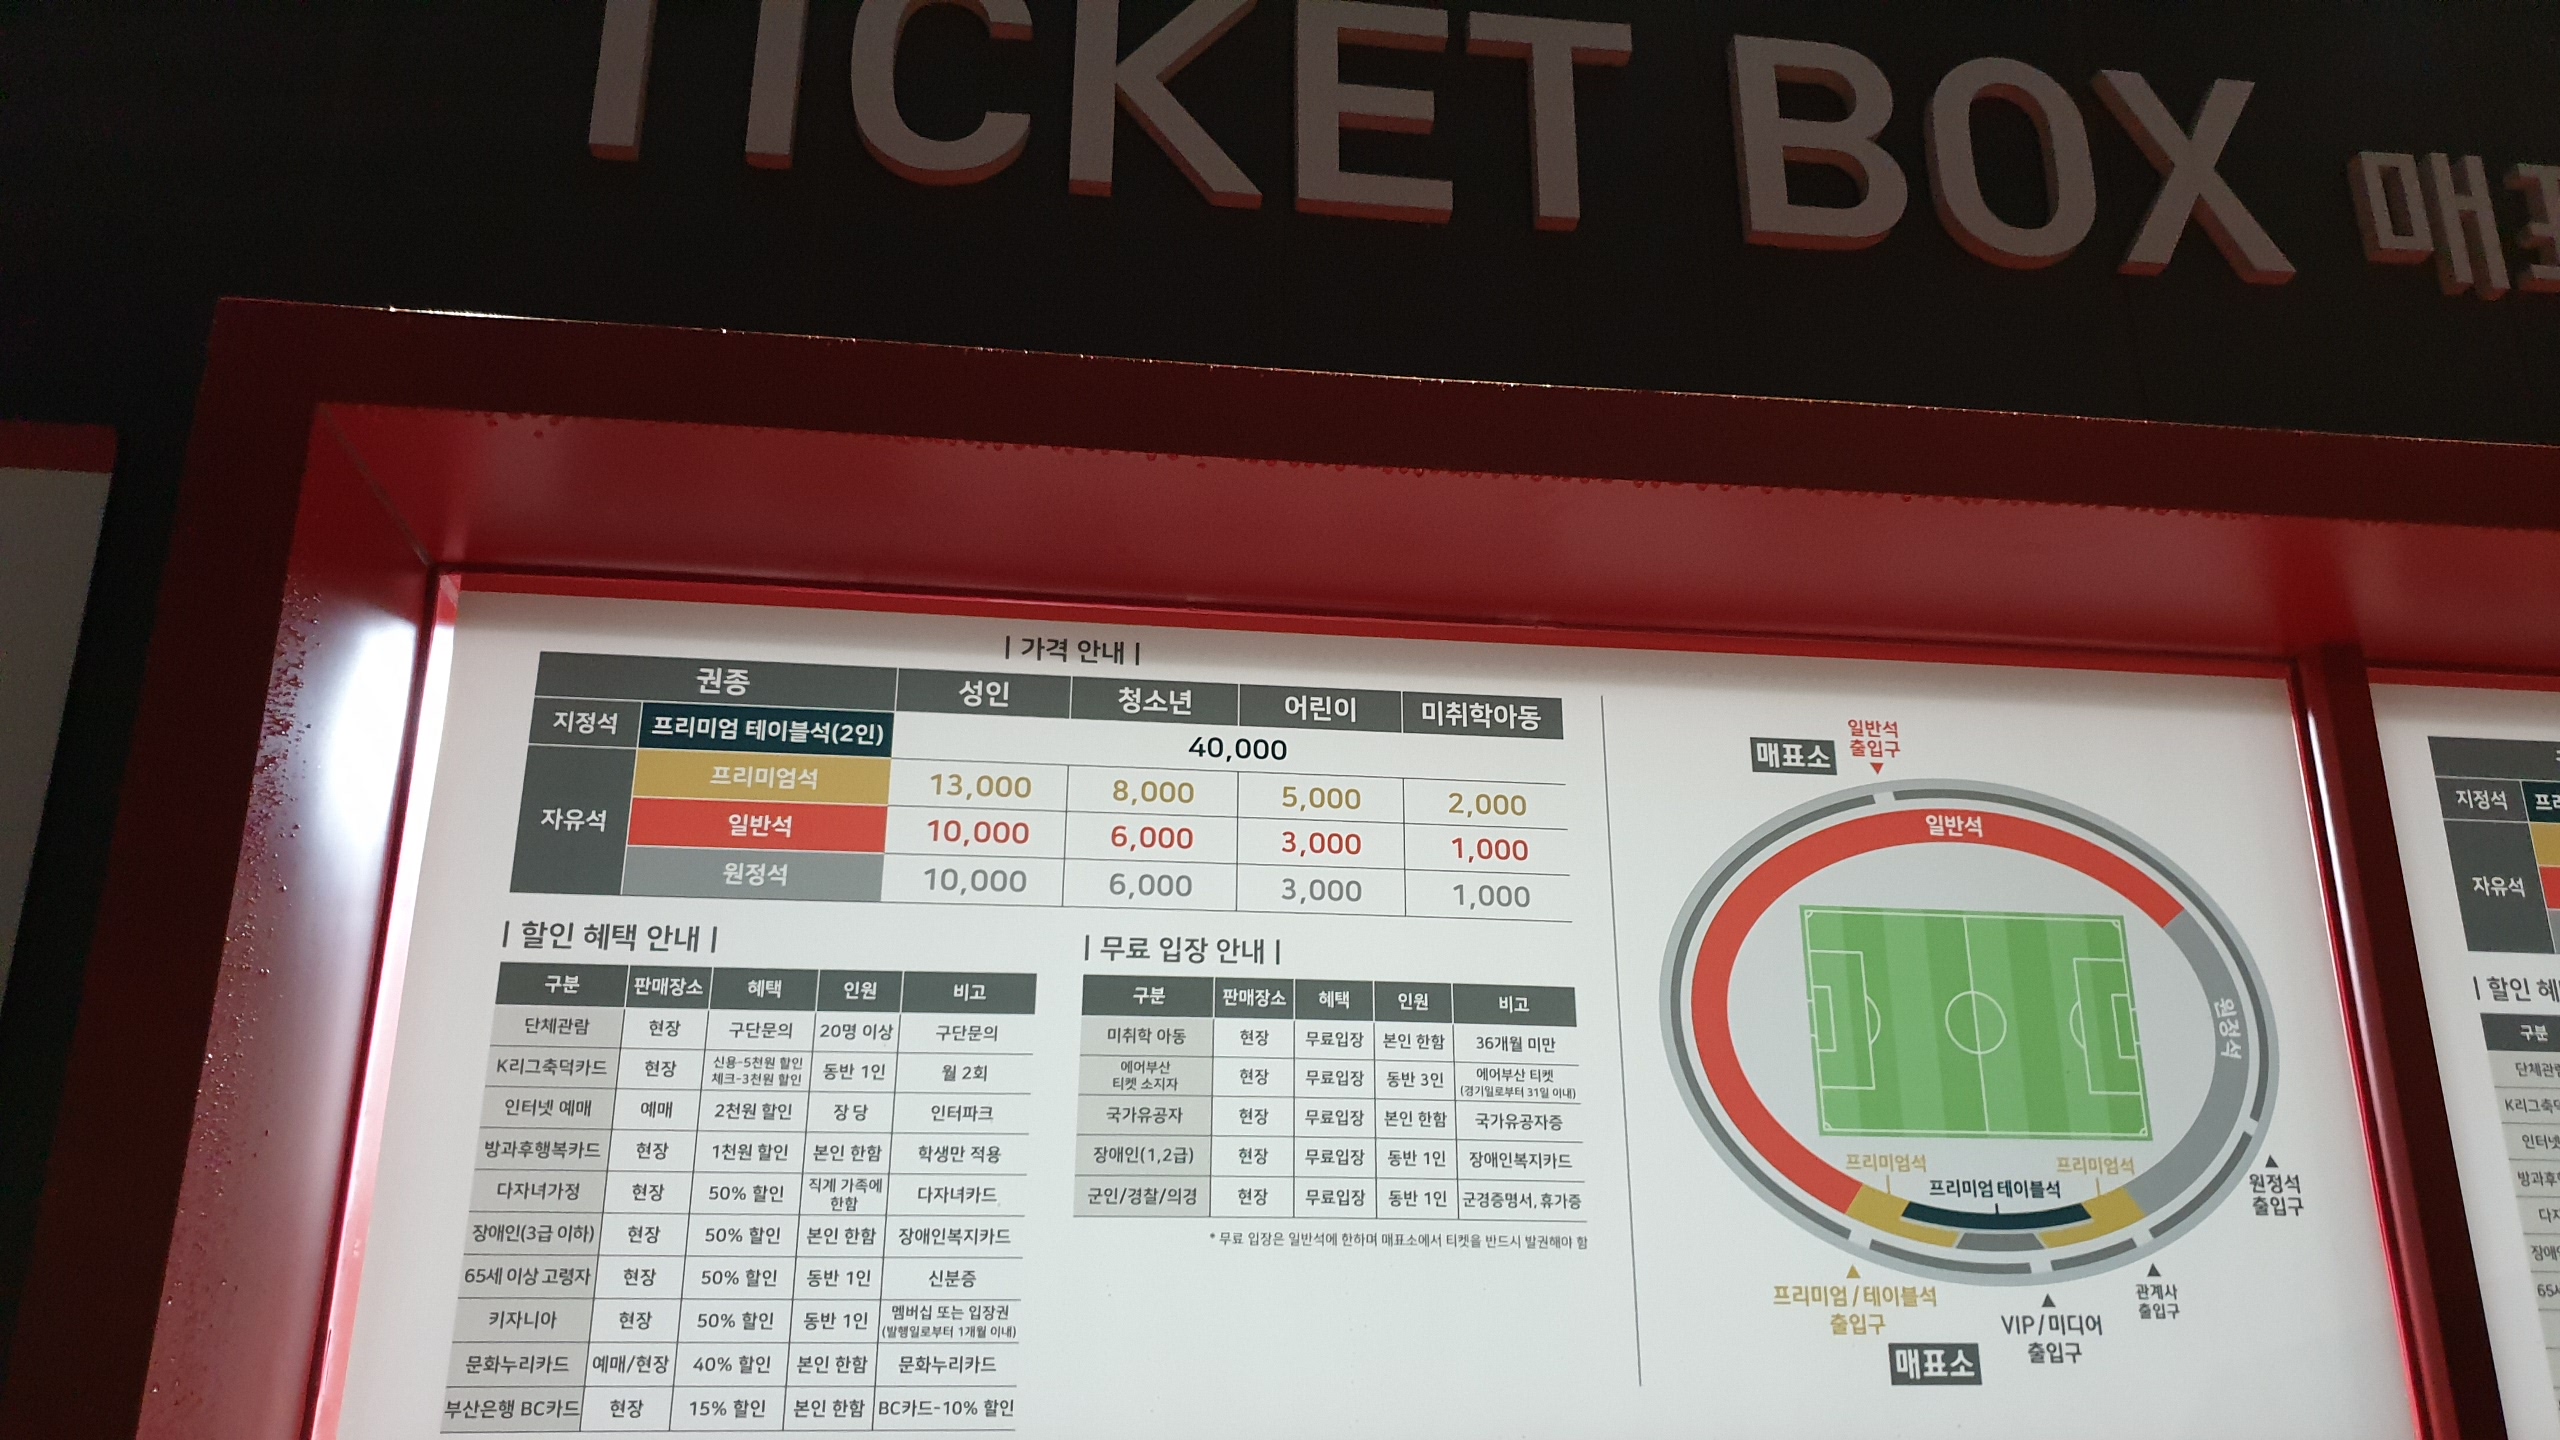 TICKET BOX 매표
| 가격 안내 |
권종 성인 청소년 어린이 미취학아동
지정석 프리미엄 테이블석(2인) 40,000
자유석 프리미엄석 13,000 8,000 5,000 2,000
일반석 10,000 6,000 3,000 1,000
원정석 10,000 6,000 3,000 1,000
| 할인 혜택 안내 |
구분 판매장소 혜택 인원 비고
단체관람 현장 구단문의 20명 이상 구단문의
K리그축덕카드 현장 신용-5천원 할인 체크-3천원 할인 동반 1인 월 2회
인터넷 예매 예매 2천원 할인 장 당 인터파크
방과후행복카드 현장 1천원 할인 본인 한함 학생만 적용
다자녀가정 현장 50% 할인 직계 가족에 한함 다자녀카드
장애인(3급 이하) 현장 50% 할인 본인 한함 장애인복지카드
65세 이상 고령자 현장 50% 할인 동반 1인 신분증
키자니아 현장 50% 할인 동반 1인 멤버십 또는 입장권 (발행일로부터 1개월 이내)
문화누리카드 예매/현장 40% 할인 본인 한함 문화누리카드
부산은행 BC카드 현장 15% 할인 본인 한함 BC카드-10% 할인
| 무료 입장 안내 |
구분 판매장소 혜택 인원 비고
미취학 아동 현장 무료입장 본인 한함 36개월 미만
에어부산 티켓 소지자 현장 무료입장 동반 3인 에어부산 티켓 (경기일로부터 31일 이내)
국가유공자 현장 무료입장 본인 한함 국가유공자증
장애인(1,2급) 현장 무료입장 동반 1인 장애인복지카드
군인/경찰/의경 현장 무료입장 동반 1인 군경증명서, 휴가증
* 무료 입장은 일반석에 한하며 매표소에서 티켓을 반드시 발권해야 함
매표소
일반석
출입구
일반석
원정석
프리미엄석 프리미엄석
프리미엄 테이블석
원정석
출입구
프리미엄 / 테이블석
출입구
VIP / 미디어
출입구
관계사
출입구
매표소
지정석
자유석
| 할인 혜
구분
단체관람
K리그축덕
인터넷
방과후